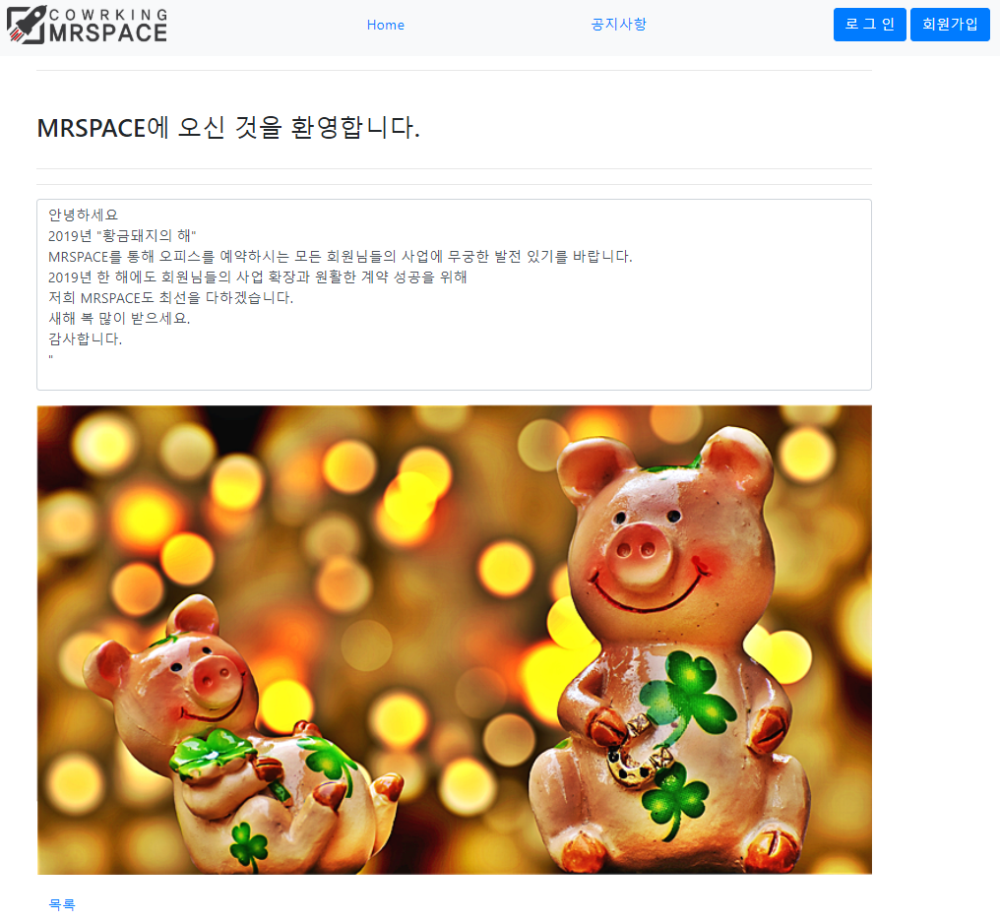 COWRKING
MRSPACE
Home
공지사항
로 그 인
회원가입
MRSPACE에 오신 것을 환영합니다.
안녕하세요
2019년 "황금돼지의 해"
MRSPACE를 통해 오피스를 예약하시는 모든 회원님들의 사업에 무궁한 발전 있기를 바랍니다.
2019년 한 해에도 회원님들의 사업 확장과 원활한 계약 성공을 위해
저희 MRSPACE도 최선을 다하겠습니다.
새해 복 많이 받으세요.
감사합니다.
"
목록